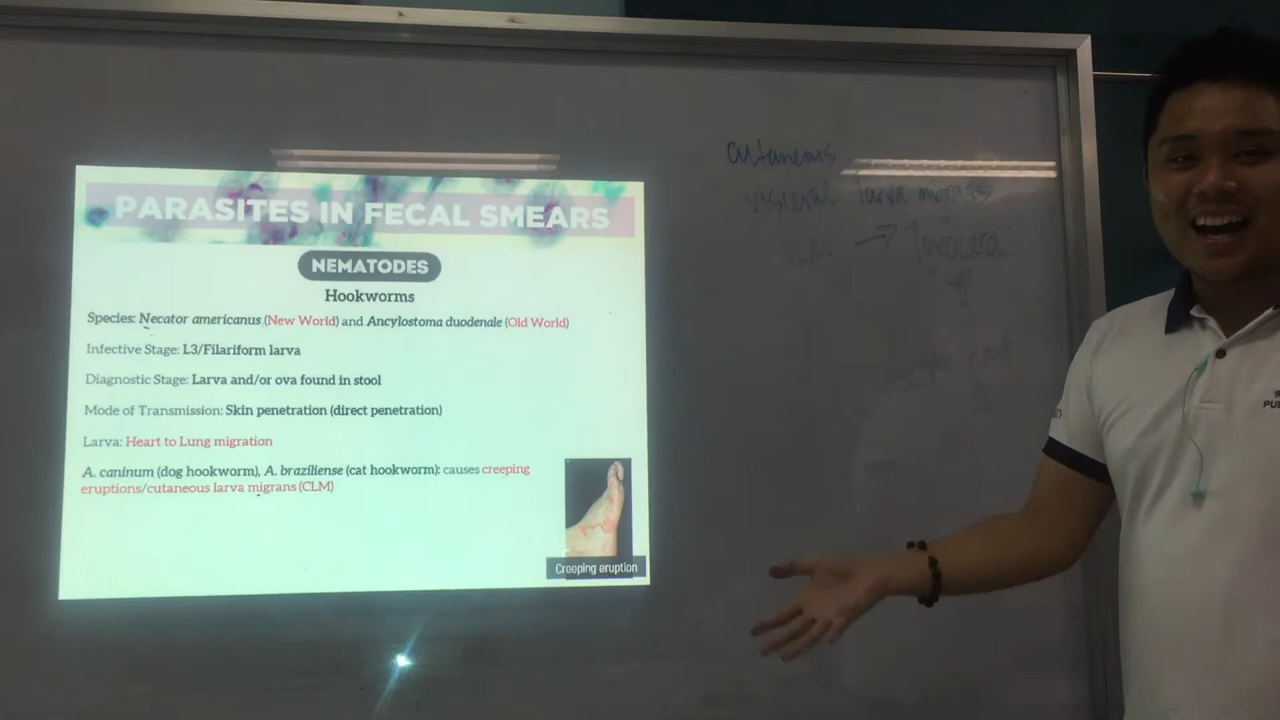 PARASITES IN FECAL SMEARS
NEMATODES
Hookworms
Species: Necator americanus (New World) and Ancylostoma duodenale (Old World)
Infective Stage: L3/Filariform larva
Diagnostic Stage: Larva and/or ova found in stool
Mode of Transmission: Skin penetration (direct penetration)
Larva: Heart to Lung migration
A. caninum (dog hookworm), A. braziliense (cat hookworm): causes creeping
eruptions/cutaneous larva migrans (CLM)
Creeping eruption
cutaneous
larva